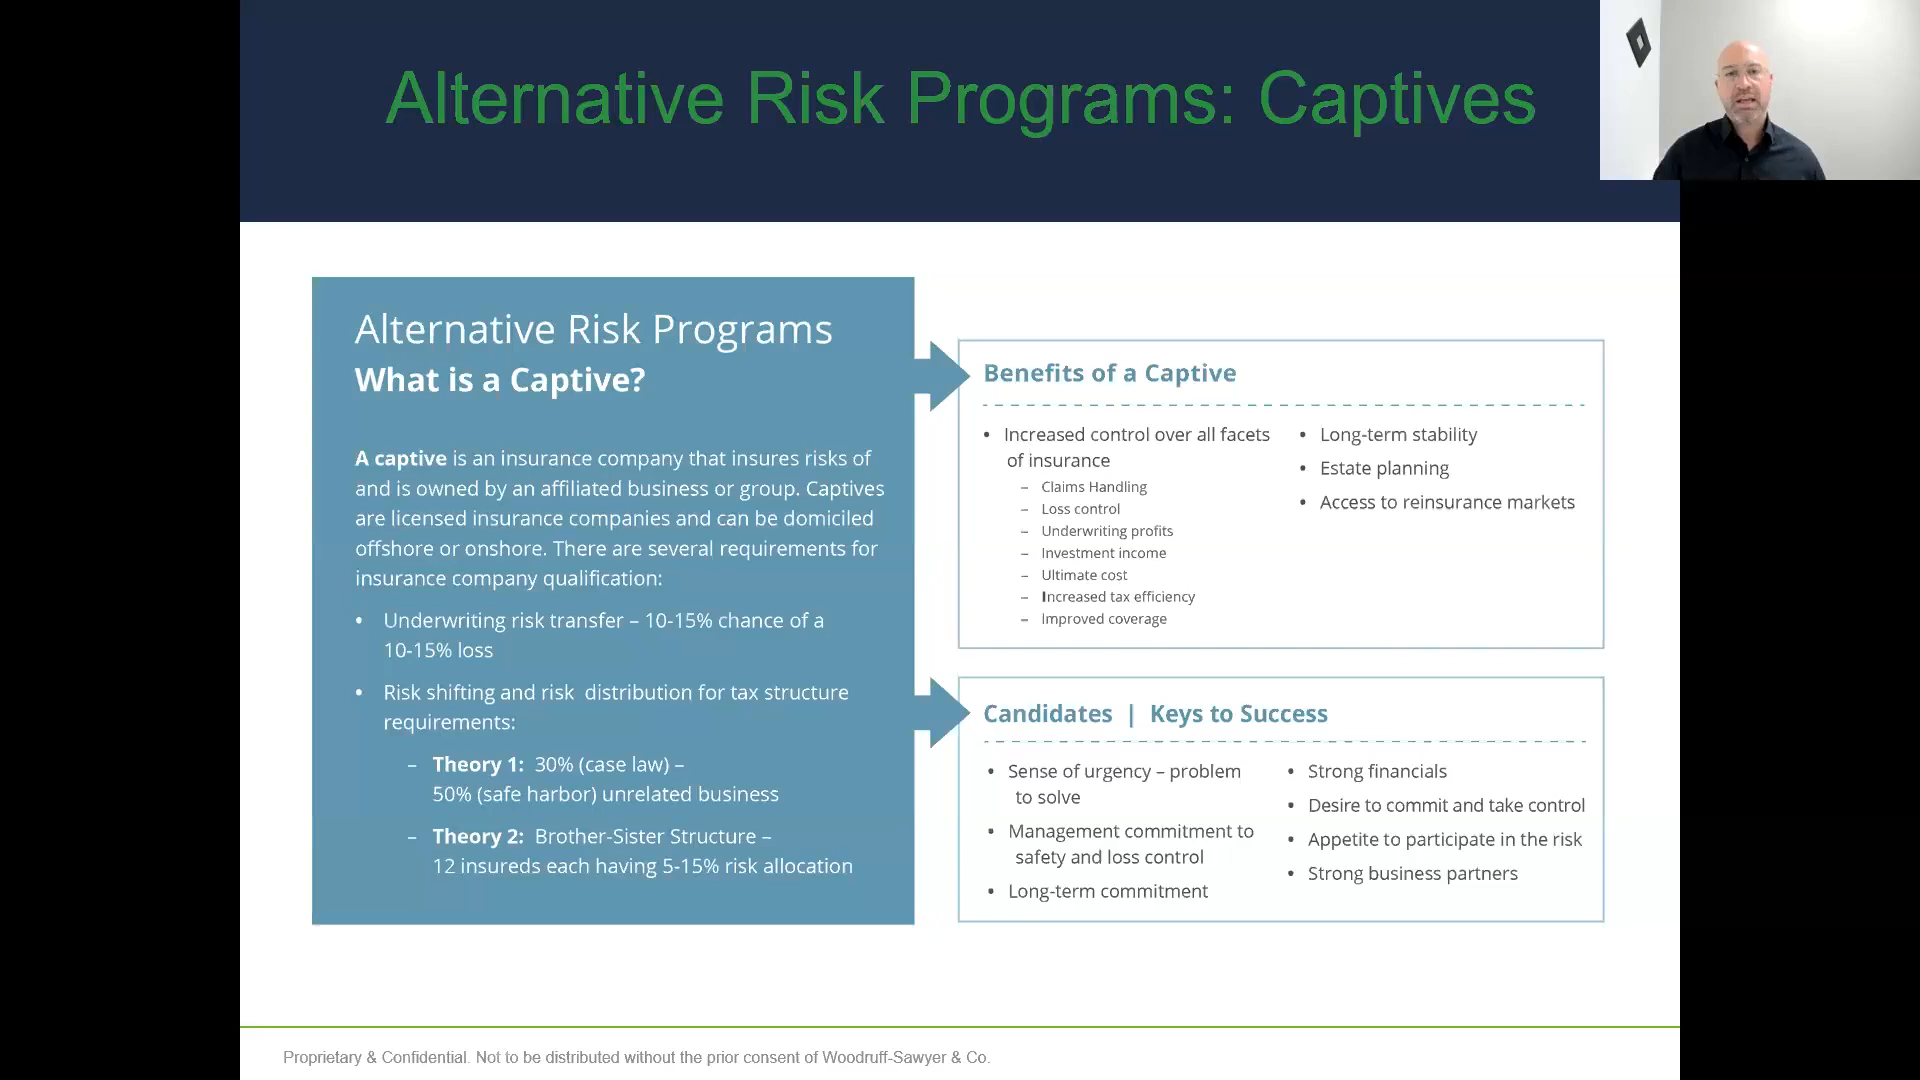 Alternative Risk Programs: Captives
Alternative Risk Programs
What is a Captive?
A captive is an insurance company that insures risks of
and is owned by an affiliated business or group. Captives
are licensed insurance companies and can be domiciled
offshore or onshore. There are several requirements for
insurance company qualification:
• Underwriting risk transfer – 10-15% chance of a
10-15% loss
• Risk shifting and risk distribution for tax structure
requirements:
– Theory 1: 30% (case law) –
50% (safe harbor) unrelated business
– Theory 2: Brother-Sister Structure –
12 insureds each having 5-15% risk allocation
Benefits of a Captive
• Increased control over all facets
of insurance
– Claims Handling
– Loss control
– Underwriting profits
– Investment income
– Ultimate cost
– Increased tax efficiency
– Improved coverage
• Long-term stability
• Estate planning
• Access to reinsurance markets
Candidates | Keys to Success
• Sense of urgency – problem
to solve
• Management commitment to
safety and loss control
• Long-term commitment
• Strong financials
• Desire to commit and take control
• Appetite to participate in the risk
• Strong business partners
Proprietary & Confidential. Not to be distributed without the prior consent of Woodruff-Sawyer & Co.